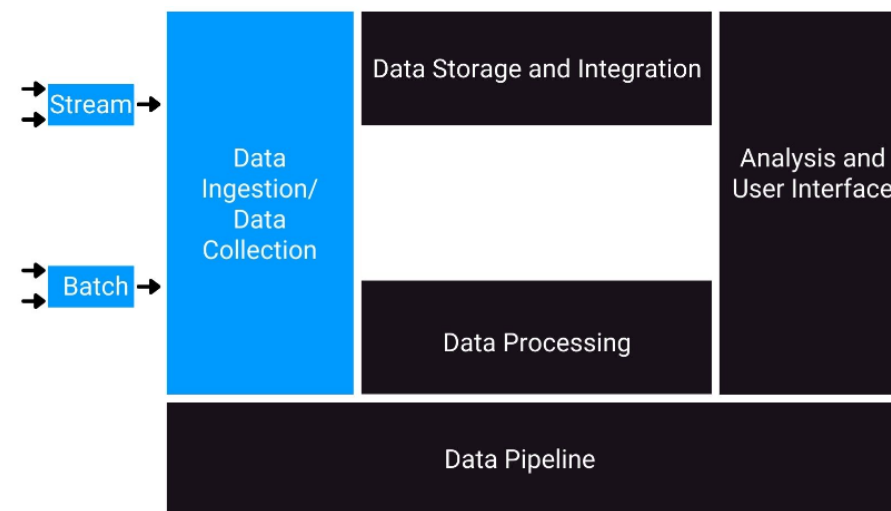 Stream
Batch
Data
Ingestion/
Data
Collection
Data Storage and Integration
Data Processing
Analysis and
User Interface
Data Pipeline